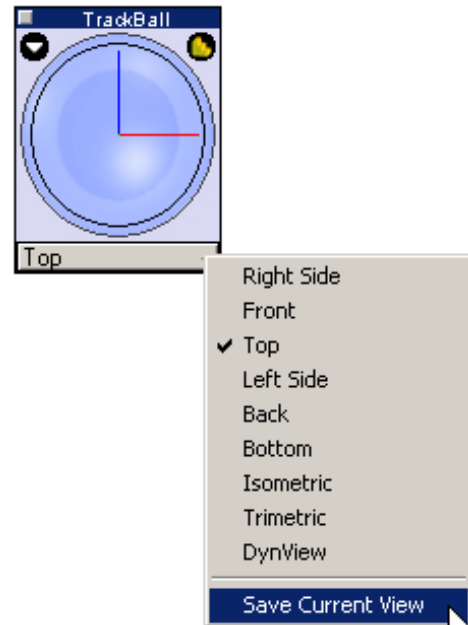 TrackBall
Top
Right Side
Front
Top
Left Side
Back
Bottom
Isometric
Trimetric
DynView
Save Current View